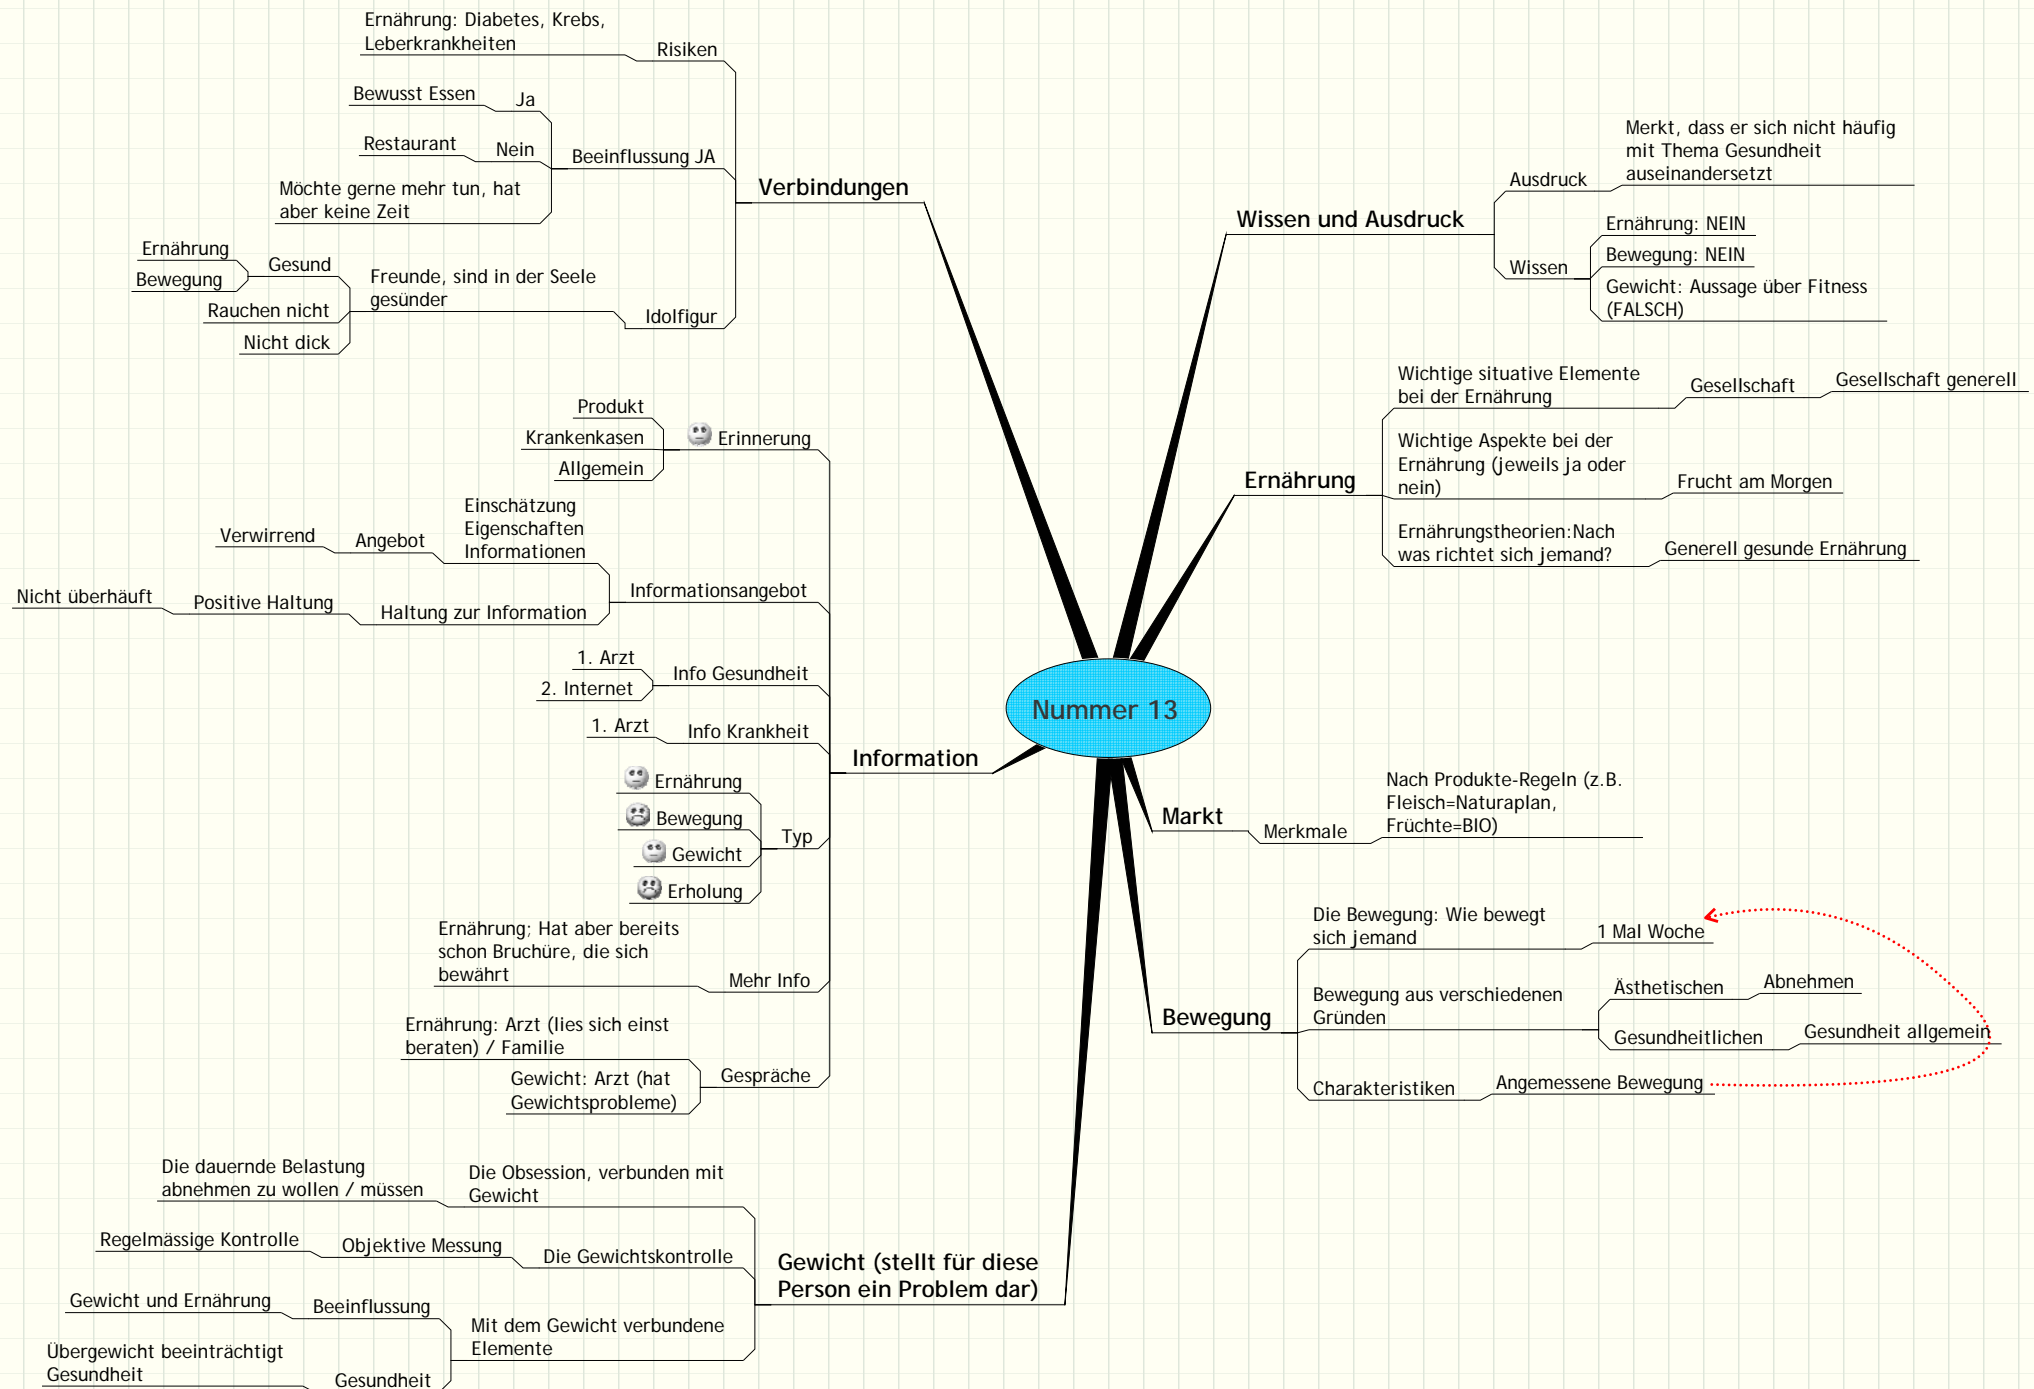 Nummer 13
Verbindungen
Risiken
Ernährung: Diabetes, Krebs,
Leberkrankheiten
Beeinflussung JA
Ja
Bewusst Essen
Nein
Restaurant
Möchte gerne mehr tun, hat
aber keine Zeit
Idolfigur
Freunde, sind in der Seele
gesünder
Gesund
Ernährung
Bewegung
Rauchen nicht
Nicht dick
Information
Erinnerung
Produkt
Krankenkasen
Allgemein
Informationsangebot
Einschätzung
Eigenschaften
Informationen
Angebot
Verwirrend
Haltung zur Information
Positive Haltung
Nicht überhäuft
Info Gesundheit
1. Arzt
2. Internet
Info Krankheit
1. Arzt
Typ
Ernährung
Bewegung
Gewicht
Erholung
Mehr Info
Ernährung; Hat aber bereits
schon Bruchüre, die sich
bewährt
Gespräche
Ernährung: Arzt (lies sich einst
beraten) / Familie
Gewicht: Arzt (hat
Gewichtsprobleme)
Gewicht (stellt für diese
Person ein Problem dar)
Die Obsession, verbunden mit
Gewicht
Die dauernde Belastung
abnehmen zu wollen / müssen
Die Gewichtskontrolle
Objektive Messung
Regelmässige Kontrolle
Mit dem Gewicht verbundene
Elemente
Beeinflussung
Gewicht und Ernährung
Gesundheit
Übergewicht beeinträchtigt
Gesundheit
Wissen und Ausdruck
Ausdruck
Merkt, dass er sich nicht häufig
mit Thema Gesundheit
auseinandersetzt
Wissen
Ernährung: NEIN
Bewegung: NEIN
Gewicht: Aussage über Fitness
(FALSCH)
Ernährung
Wichtige situative Elemente
bei der Ernährung
Gesellschaft
Gesellschaft generell
Wichtige Aspekte bei der
Ernährung (jeweils ja oder
nein)
Frucht am Morgen
Ernährungstheorien:Nach
was richtet sich jemand?
Generell gesunde Ernährung
Markt
Merkmale
Nach Produkte-Regeln (z.B.
Fleisch=Naturaplan,
Früchte=BIO)
Bewegung
Die Bewegung: Wie bewegt
sich jemand
1 Mal Woche
Bewegung aus verschiedenen
Gründen
Ästhetischen
Abnehmen
Gesundheitlichen
Gesundheit allgemein
Charakteristiken
Angemessene Bewegung